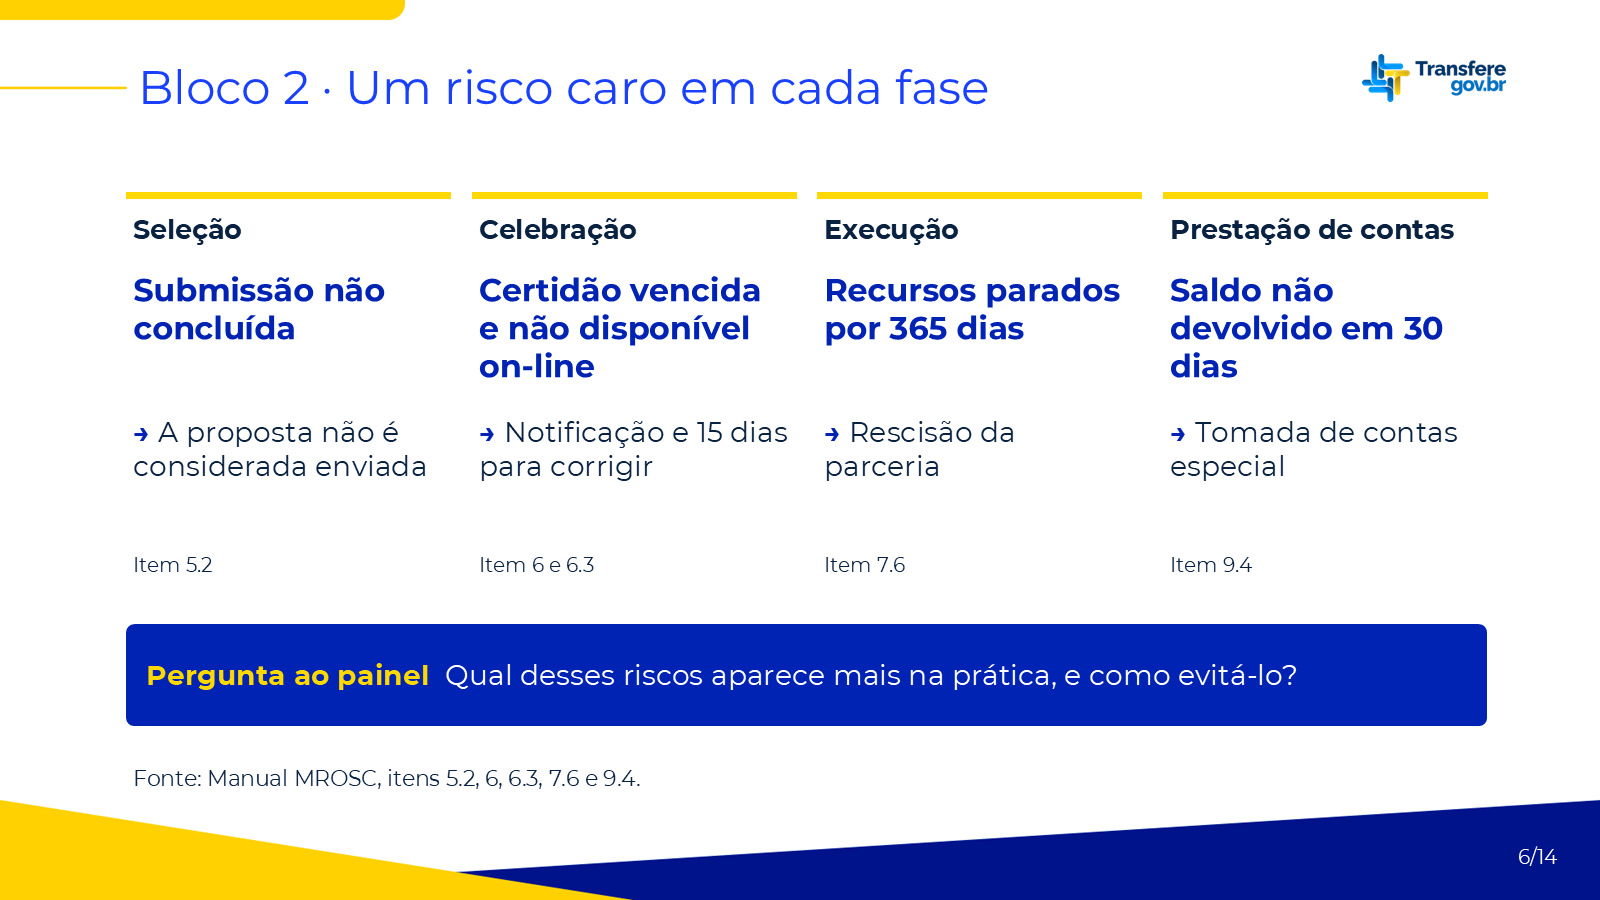 Bloco 2 · Um risco caro em cada fase
Transfere
gov.br
Seleção
Submissão não
concluída
→ A proposta não é
considerada enviada
Item 5.2
Celebração
Certidão vencida
e não disponível
on-line
→ Notificação e 15 dias
para corrigir
Item 6 e 6.3
Execução
Recursos parados
por 365 dias
→ Rescisão da
parceria
Item 7.6
Prestação de contas
Saldo não
devolvido em 30
dias
→ Tomada de contas
especial
Item 9.4
Pergunta ao painel Qual desses riscos aparece mais na prática, e como evitá-lo?
Fonte: Manual MROSC, itens 5.2, 6, 6.3, 7.6 e 9.4.
6/14